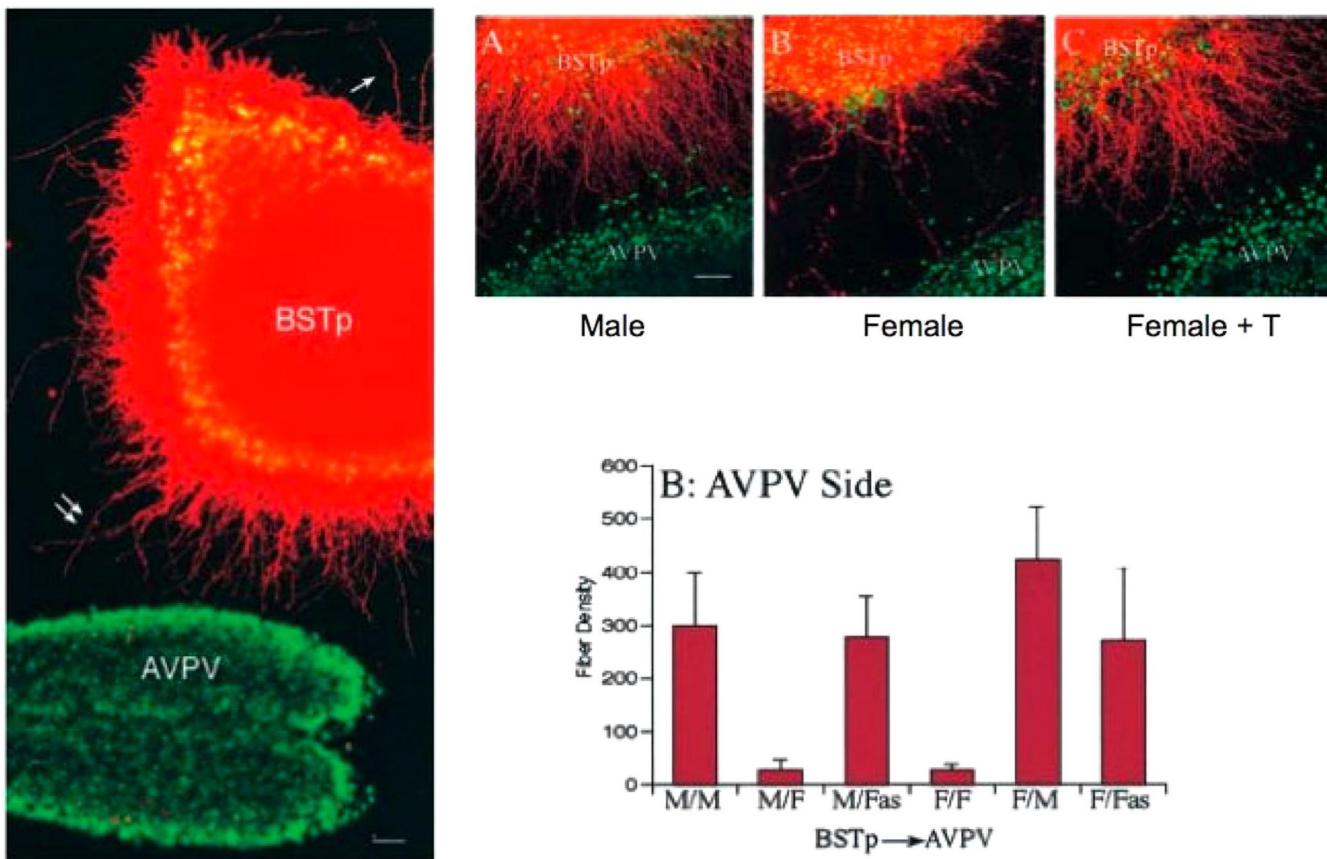 BSTp
AVPV
A
BSTp
AVPV
B
BSTp
AVPV
C
BSTp
AVPV
Male
Female
Female + T
B: AVPV Side
Fiber Density
600
500
400
300
200
100
0
M/M M/F M/Fas F/F F/M F/Fas
BSTp→AVPV